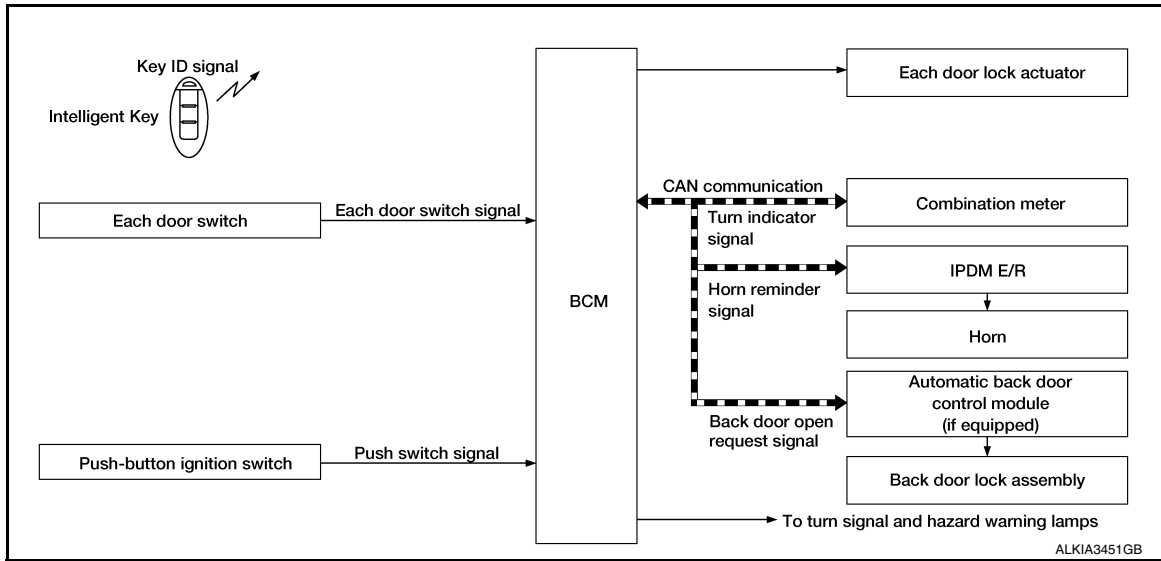 Key ID signal
Intelligent Key
Each door switch
Each door switch signal
Push-button ignition switch
Push switch signal
BCM
Each door lock actuator
CAN communication
Combination meter
Turn indicator
signal
IPDM E/R
Horn reminder
signal
Horn
Automatic back door
control module
(if equipped)
Back door open
request signal
Back door lock assembly
To turn signal and hazard warning lamps
ALKIA3451GB